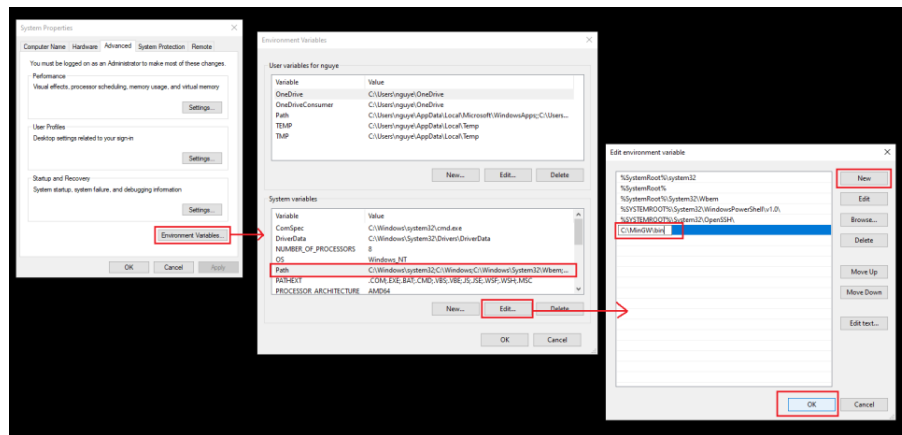 System Properties
Computer Name Hardware Advanced System Protection Remote
You must be logged on as an Administrator to make most of these changes.
Performance
Visual effects, processor scheduling, memory usage, and virtual memory
Settings...
User Profiles
Desktop settings related to your sign-in
Settings...
Startup and Recovery
System startup, system failure, and debugging information
Settings...
Environment Variables...
OK Cancel Apply
Environment Variables
User variables for nguye
Variable Value
OneDrive C:\Users\nguye\OneDrive
OneDriveConsumer C:\Users\nguye\OneDrive
Path C:\Users\nguye\AppData\Local\Microsoft\WindowsApps;C:\Users...
TEMP C:\Users\nguye\AppData\Local\Temp
TMP C:\Users\nguye\AppData\Local\Temp
New... Edit... Delete
System variables
Variable Value
ComSpec C:\Windows\system32\cmd.exe
DriverData C:\Windows\System32\Drivers\DriverData
NUMBER_OF_PROCESSORS 8
OS Windows_NT
Path C:\Windows\system32;C:\Windows;C:\Windows\System32\Wbem;...
PATHEXT .COM;.EXE;.BAT;.CMD;.VBS;.VBE;.JS;.JSE;.WSF;.WSH;.MSC
PROCESSOR_ARCHITECTURE AMD64
New... Edit... Delete
OK Cancel
Edit environment variable
%SystemRoot%\system32
%SystemRoot%
%SystemRoot%\System32\Wbem
%SYSTEMROOT%\System32\WindowsPowerShell\v1.0\
%SYSTEMROOT%\System32\OpenSSH\
C:\MinGW\bin
New
Edit
Browse...
Delete
Move Up
Move Down
Edit text...
OK Cancel